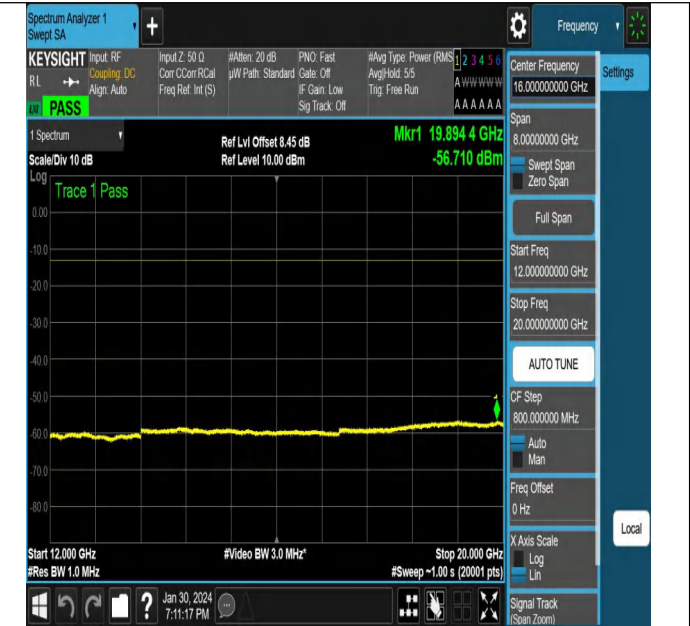 Spectrum Analyzer 1
Swept SA
+
Frequency
KEYSIGHT
RL
Input: RF
Coupling: DC
Align: Auto
Input Z: 50 Ω
Corr CCorr RCal
Freq Ref: Int (S)
#Atten: 20 dB
µW Path: Standard
PNO: Fast
Gate: Off
IF Gain: Low
Sig Track: Off
#Avg Type: Power (RMS
Avg|Hold: 5/5
Trig: Free Run
1 2 3 4 5 6
A W W W W W
A A A A A A
LXI PASS
1 Spectrum
Scale/Div 10 dB
Ref Lvl Offset 8.45 dB
Ref Level 10.00 dBm
Mkr1 19.894 4 GHz
-56.710 dBm
Log
Trace 1 Pass
0.00
-10.0
-20.0
-30.0
-40.0
-50.0
-60.0
-70.0
-80.0
1
Start 12.000 GHz
#Res BW 1.0 MHz
#Video BW 3.0 MHz*
Stop 20.000 GHz
#Sweep ~1.00 s (20001 pts)
Center Frequency
16.000000000 GHz
Settings
Span
8.00000000 GHz
Swept Span
Zero Span
Full Span
Start Freq
12.000000000 GHz
Stop Freq
20.000000000 GHz
AUTO TUNE
CF Step
800.000000 MHz
Auto
Man
Freq Offset
0 Hz
X Axis Scale
Log
Lin
Local
Signal Track
(Span Zoom)
?
Jan 30, 2024
7:11:17 PM